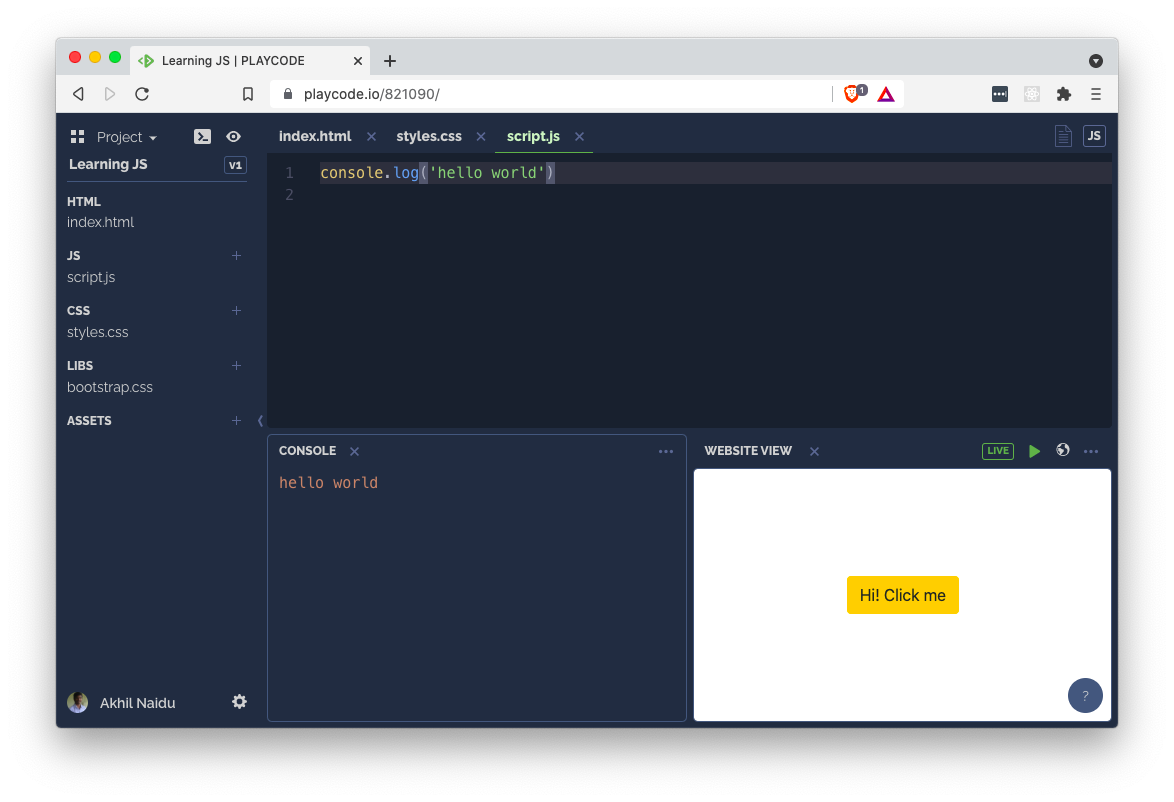 Learning JS | PLAYCODE
playcode.io/821090/
1
Project
index.html styles.css script.js
JS
Learning JS v1
HTML
index.html
JS
script.js
CSS
styles.css
LIBS
bootstrap.css
ASSETS
Akhil Naidu
1 console.log('hello world')
2
CONSOLE
hello world
WEBSITE VIEW LIVE
Hi! Click me
?